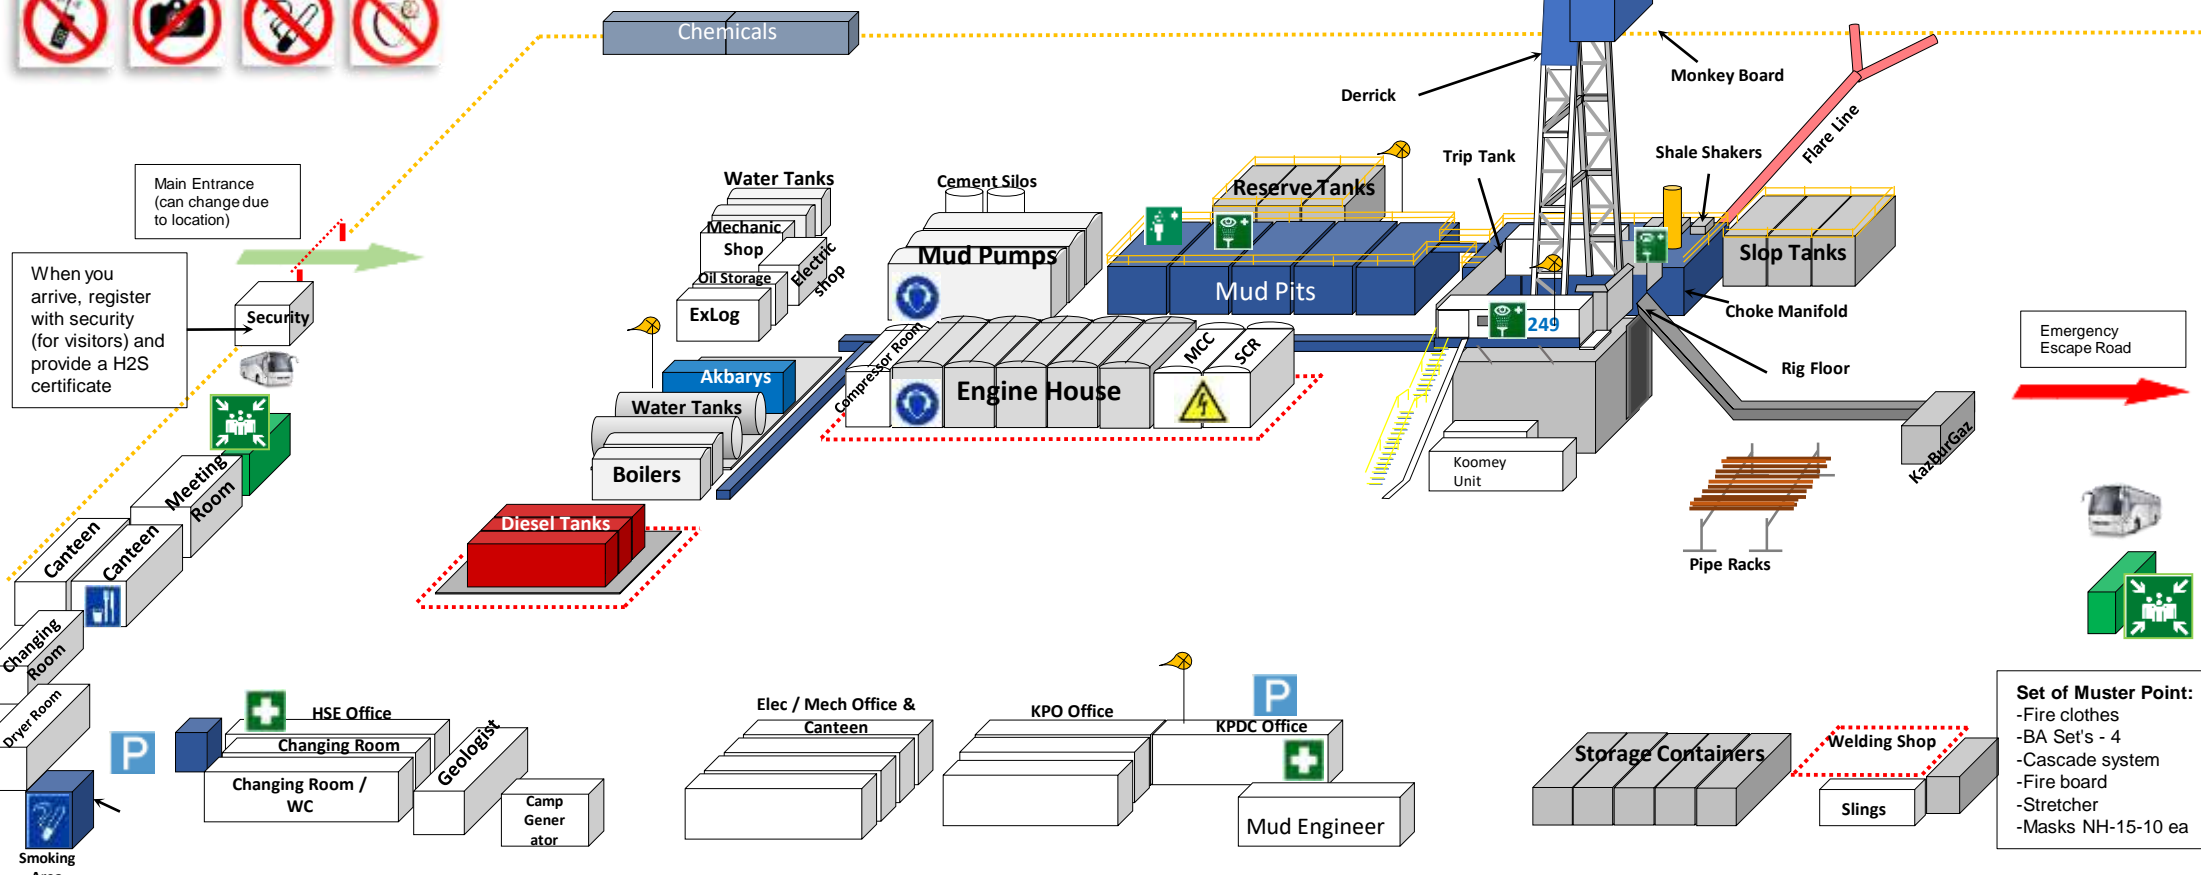 Chemicals
Monkey Board
Derrick
Flare Line
Trip Tank
Shale Shakers
Main Entrance
(can change due
to location)
Water Tanks
Cement Silos
Reserve Tanks
Mechanic
Shop
Electric
shop
Mud Pumps
Slop Tanks
When you
arrive, register
with security
(for visitors) and
provide a H2S
certificate
Security
Oil Storage
ExLog
Mud Pits
249
Choke Manifold
Emergency
Escape Road
Compressor Room
MCC
SCR
Rig Floor
Akbarys
Engine House
Water Tanks
Boilers
Koomey
Unit
KazBurGaz
Meeting
Room
Canteen
Canteen
Diesel Tanks
Pipe Racks
Changing
Room
Dryer Room
P
HSE Office
Changing Room
Changing Room /
WC
Geologist
Camp
Gener
ator
Elec / Mech Office &
Canteen
KPO Office
P
KPDC Office
Mud Engineer
Storage Containers
Welding Shop
Slings
Set of Muster Point:
-Fire clothes
-BA Set's - 4
-Cascade system
-Fire board
-Stretcher
-Masks NH-15-10 ea
Smoking
Area